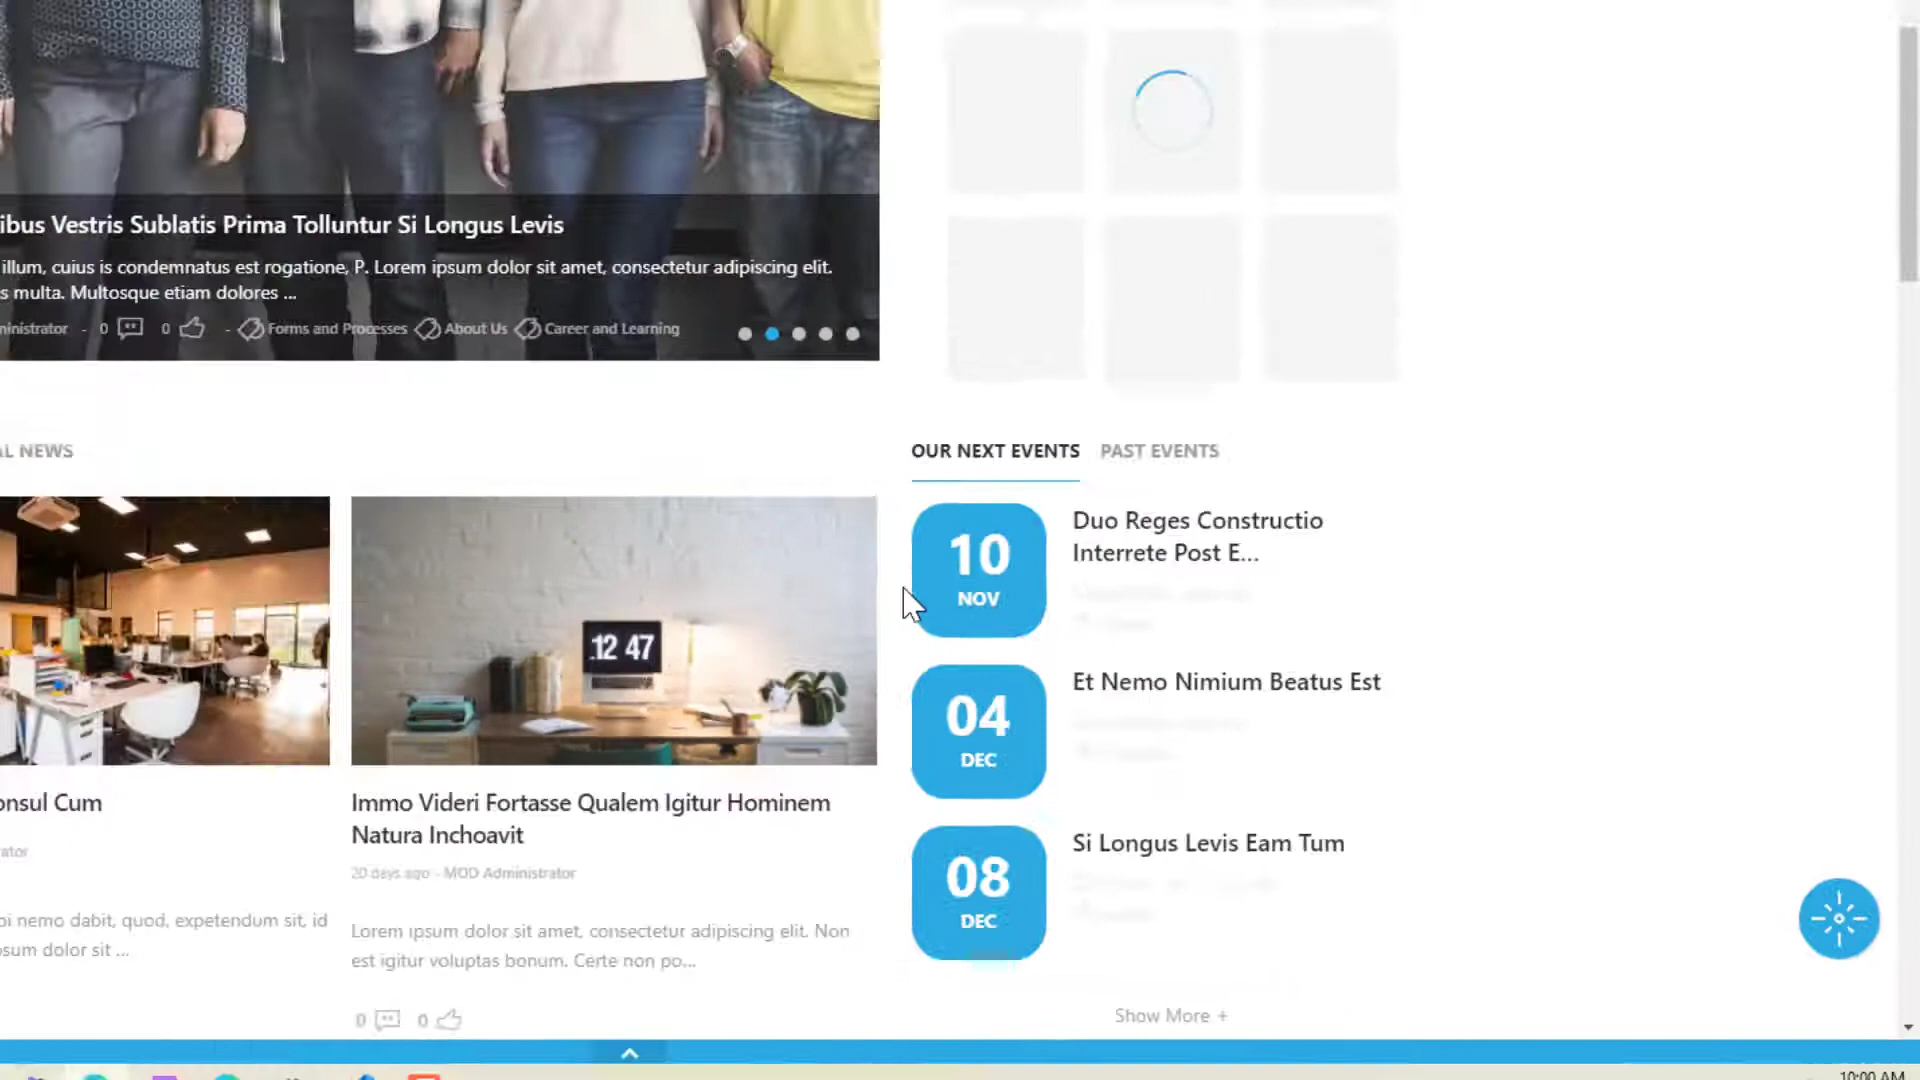 ibus Vestris Sublatis Prima Tolluntur Si Longus Levis
illum, cuius is condemnatus est rogatione, P. Lorem ipsum dolor sit amet, consectetur adipiscing elit.
s multa. Multosque etiam dolores ...
ministrator - 0 0 - Forms and Processes About Us Career and Learning
AL NEWS
OUR NEXT EVENTS PAST EVENTS
12 47
10
NOV
Duo Reges Constructio
Interrete Post E...
04
DEC
Et Nemo Nimium Beatus Est
08
DEC
Si Longus Levis Eam Tum
Show More +
onsul Cum
ator
oi nemo dabit, quod, expetendum sit, id
psum dolor sit ...
Immo Videri Fortasse Qualem Igitur Hominem
Natura Inchoavit
20 days ago - MOD Administrator
Lorem ipsum dolor sit amet, consectetur adipiscing elit. Non
est igitur voluptas bonum. Certe non po...
0 0
10:00 AM